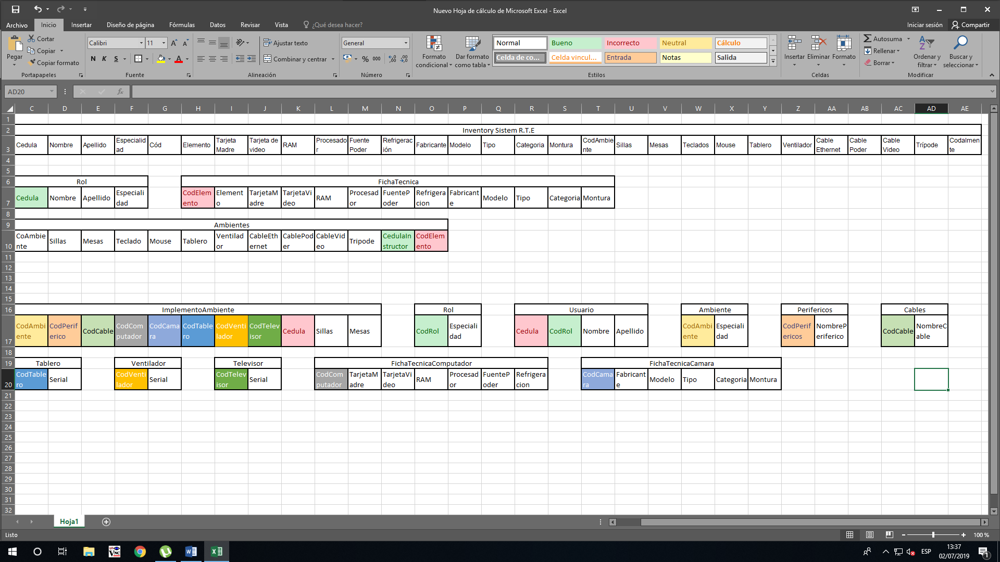 Nuevo Hoja de cálculo de Microsoft Excel - Excel
Archivo Inicio Insertar Diseño de página Fórmulas Datos Revisar Vista ¿Qué desea hacer? Iniciar sesión Compartir
Pegar Cortar Copiar Copiar formato
Portapapeles
Calibri 11
N K S
Fuente
Ajustar texto
Combinar y centrar
Alineación
General
% 000
Número
Formato condicional
Dar formato como tabla
Normal Bueno Incorrecto Neutral Cálculo
Celda de co... Celda vincul... Entrada Notas Salida
Estilos
Insertar Eliminar Formato
Celdas
Autosuma
Rellenar
Borrar
Ordenar y filtrar
Buscar y seleccionar
Modificar
AD20 fx
C D E F G H I J K L M N O P Q R S T U V W X Y Z AA AB AC AD AE
1
2 Inventory Sistem R.T.E
3 Cedula Nombre Apellido Especialidad Cód Elemento Tarjeta Madre Tarjeta de video RAM Procesador Fuente Poder Refrigeración Fabricante Modelo Tipo Categoria Montura CodAmbiente Sillas Mesas Teclados Mouse Tablero Ventilador Cable Ethernet Cable Poder Cable Video Trípode Codalmente
4
5
6 Rol FichaTecnica
7 Cedula Nombre Apellido Especialidad CodElemento Elemento TarjetaMadre TarjetaVideo RAM Procesador FuentePoder Refrigeracion Fabricante Modelo Tipo Categoria Montura
8
9 Ambientes
10 CoAmbiente Sillas Mesas Teclado Mouse Tablero Ventilador CableEthernet CablePoder CableVideo Tripode CedulaInstructor CodElemento
11
12
13
14
15
16 ImplementoAmbiente Rol Usuario Ambiente Perifericos Cables
17 CodAmbiente CodPeriferico CodCable CodComputador CodCamara CodTablero CodVentilador CodTelevisor Cedula Sillas Mesas CodRol Especialidad Cedula CodRol Nombre Apellido CodAmbiente Especialidad CodPerifericos NombrePeriferico CodCable NombreCable
18
19 Tablero Ventilador Televisor FichaTecnicaComputador FichaTecnicaCamara
20 CodTablero Serial CodVentilador Serial CodTelevisor Serial CodComputador TarjetaMadre TarjetaVideo RAM Procesador FuentePoder Refrigeracion CodCamara Fabricante Modelo Tipo Categoria Montura
21
22
23
24
25
26
27
28
29
30
31
32
Hoja1
Listo 100 %
VNC ESP 13:37
02/07/2019 1